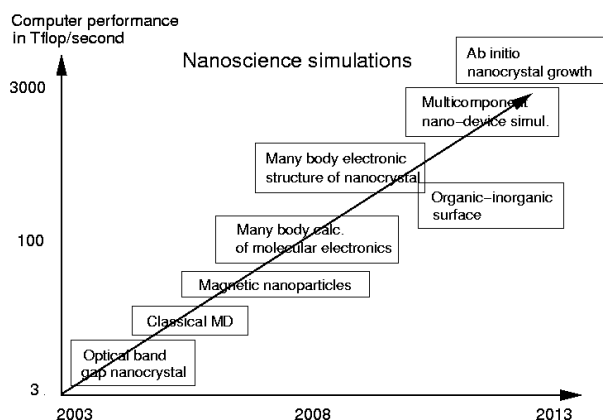 Computer performance
in Tflop/second
Nanoscience simulations
Ab initio
nanocrystal growth
3000
Multicomponent
nano-device simul.
Many body electronic
structure of nanocrystal
Organic-inorganic
surface
100
Many body calc.
of molecular electronics
Magnetic nanoparticles
Classical MD
Optical band
gap nanocrystal
3
2003
2008
2013